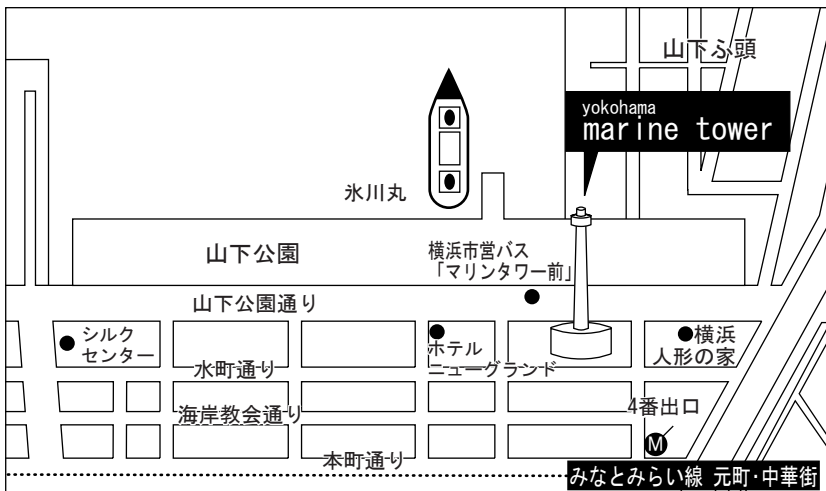 山下ふ頭
yokohama
marine tower
氷川丸
山下公園
横浜市営バス
「マリンタワー前」
山下公園通り
シルク
センター
ホテル
ニューグランド
横浜
人形の家
水町通り
海岸教会通り
4番出口
M
本町通り
みなとみらい線 元町･中華街